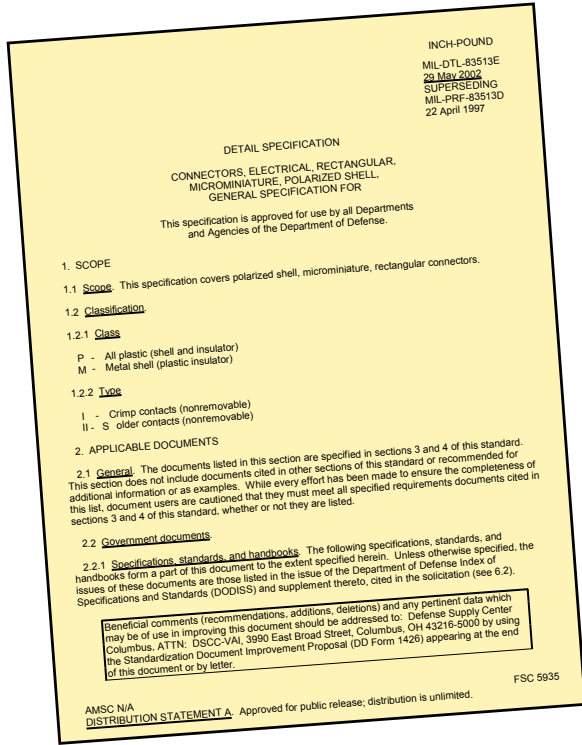 INCH-POUND
MIL-DTL-83513E
29 May 2002
SUPERSEDING
MIL-PRF-83513D
22 April 1997
DETAIL SPECIFICATION
CONNECTORS, ELECTRICAL, RECTANGULAR,
MICROMINIATURE, POLARIZED SHELL,
GENERAL SPECIFICATION FOR
This specification is approved for use by all Departments
and Agencies of the Department of Defense.
1. SCOPE
1.1 Scope. This specification covers polarized shell, microminiature, rectangular connectors.
1.2 Classification.
1.2.1 Class
P - All plastic (shell and insulator)
M - Metal shell (plastic insulator)
1.2.2 Type
I - Crimp contacts (nonremovable)
II - S older contacts (nonremovable)
2. APPLICABLE DOCUMENTS
2.1 General. The documents listed in this section are specified in sections 3 and 4 of this standard.
This section does not include documents cited in other sections of this standard or recommended for
additional information or as examples. While every effort has been made to ensure the completeness of
this list, document users are cautioned that they must meet all specified requirements documents cited in
sections 3 and 4 of this standard, whether or not they are listed.
2.2 Government documents.
2.2.1 Specifications, standards, and handbooks. The following specifications, standards, and
handbooks form a part of this document to the extent specified herein. Unless otherwise specified, the
issues of these documents are those listed in the issue of the Department of Defense Index of
Specifications and Standards (DODISS) and supplement thereto, cited in the solicitation (see 6.2).
Beneficial comments (recommendations, additions, deletions) and any pertinent data which
may be of use in improving this document should be addressed to: Defense Supply Center
Columbus, ATTN: DSCC-VAI, 3990 East Broad Street, Columbus, OH 43216-5000 by using
the Standardization Document Improvement Proposal (DD Form 1426) appearing at the end
of this document or by letter.
AMSC N/A FSC 5935
DISTRIBUTION STATEMENT A. Approved for public release; distribution is unlimited.